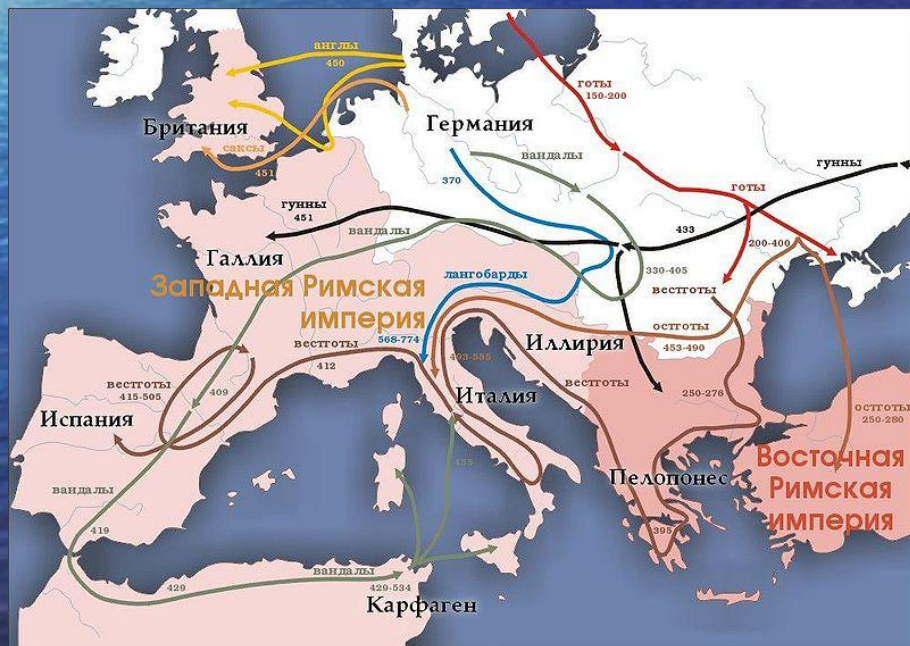 англы
450
готы
150-200
Британия
Германия
саксы
451
370
вандалы
гунны
готы
гунны
451
433
вандалы
200-400
Галлия
330-405
лангобарды
Западная Римская
империя
вестготы
остготы
453-490
568-774
Иллирия
вестготы
412
493-555
вестготы
415-505
409
вестготы
250-276
Италия
Испания
остготы
250-280
455
Восточная
Римская
империя
Пелопонес
вандалы
419
395
429
вандалы
429-534
Карфаген